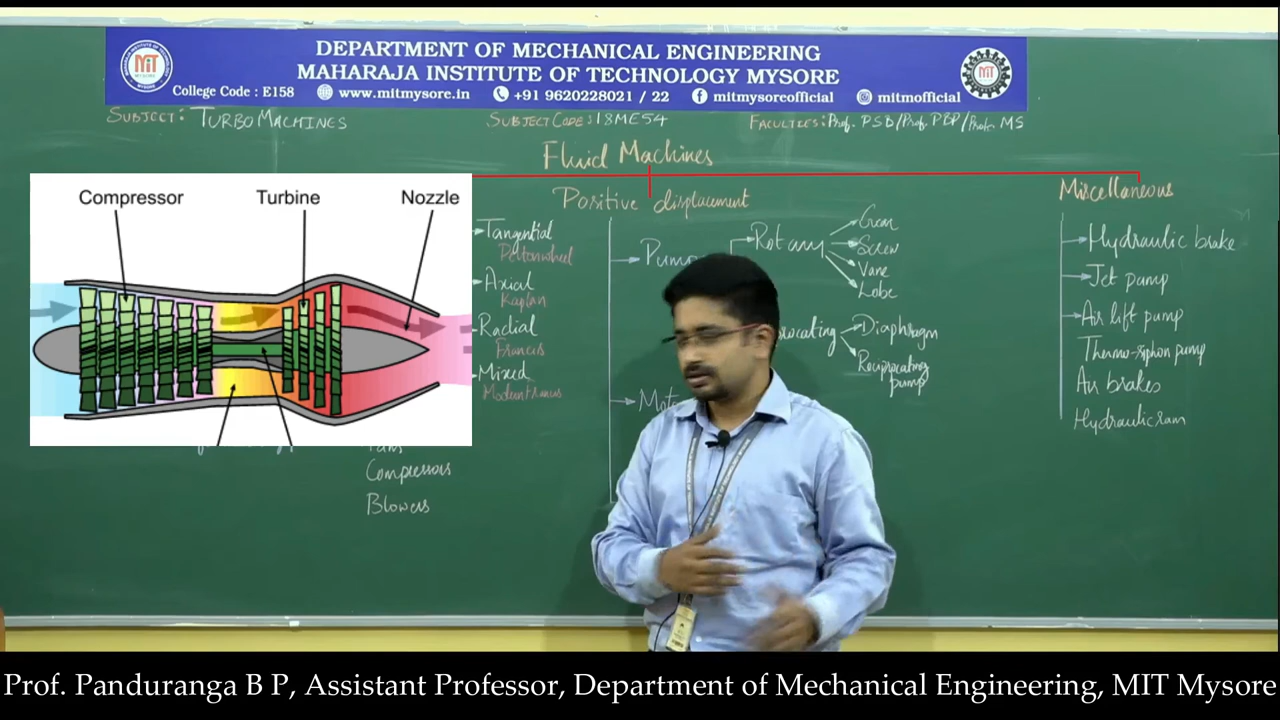 DEPARTMENT OF MECHANICAL ENGINEERING
MAHARAJA INSTITUTE OF TECHNOLOGY MYSORE
College Code : E158 www.mitmysore.in +91 9620228021 / 22 mitmysoreofficial mitmofficial
MIT
MYSORE
MIT
SUBJECT: TURBOMACHINES SUBJECT CODE: 18ME54 FACULTIES: Prof. PSB/Prof. PBP/Prof. MS
Fluid Machines
Compressor Turbine Nozzle
Positive displacement
Miscellaneous
Tangential
Peltonwheel
Axial
Kaplan
Radial
Francis
Mixed
Compressors
Blowers
Rotary
Gear
Screw
Vane
Lobe
Diaphragm
Reciprocating pump
Hydraulic brake
Jet pump
Air lift pump
Thermo-syphon pump
Air brakes
Hydraulic ram
Prof. Panduranga B P, Assistant Professor, Department of Mechanical Engineering, MIT Mysore